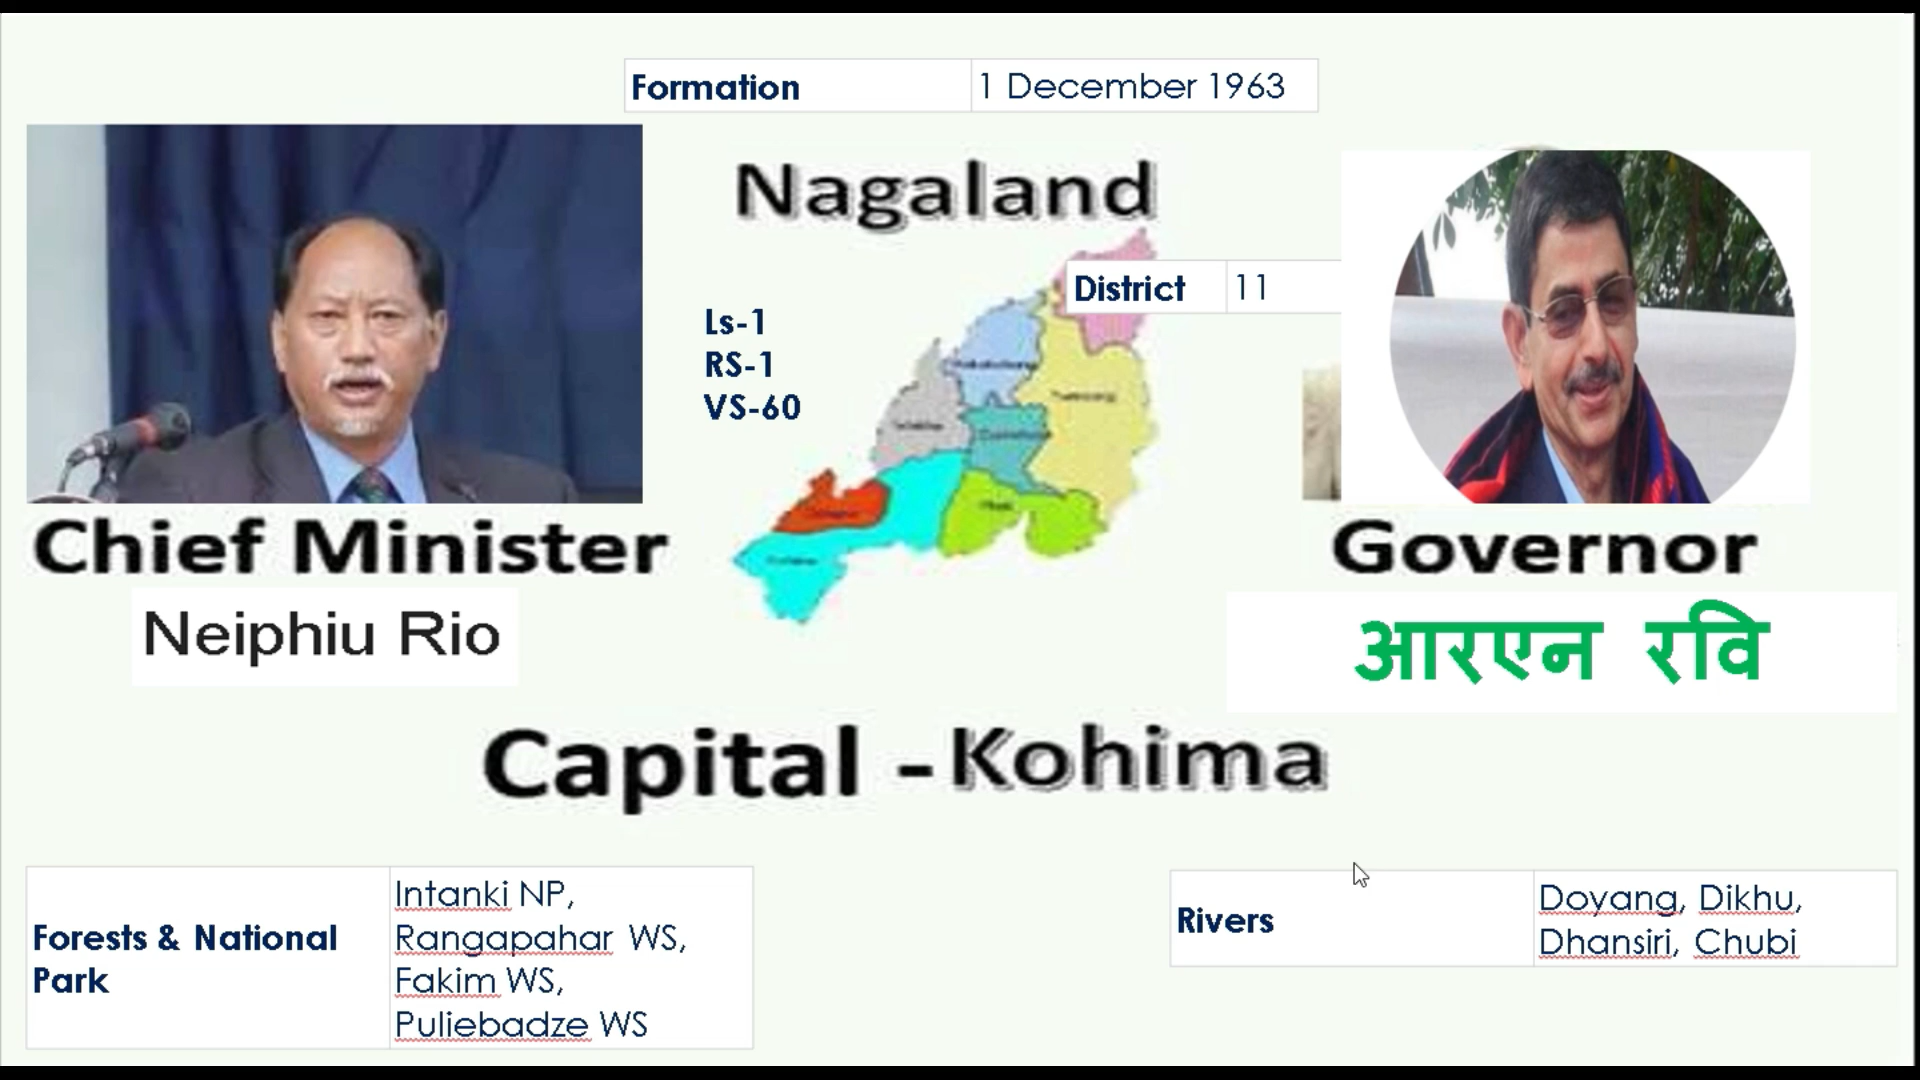 Formation 1 December 1963
Nagaland
District 11
Ls-1
RS-1
VS-60
Chief Minister
Neiphiu Rio
Governor
आरएन रवि
Capital - Kohima
Forests & National Park
Intanki NP,
Rangapahar WS,
Fakim WS,
Puliebadze WS
Rivers
Doyang, Dikhu,
Dhansiri, Chubi